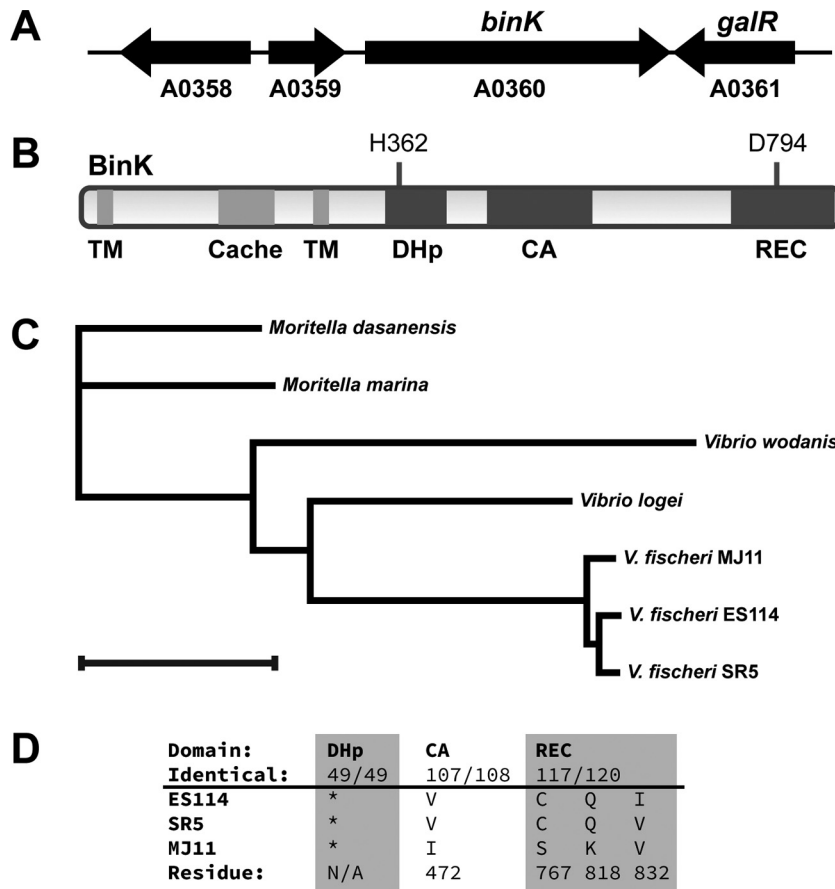 A
binK galR
A0358 A0359 A0360 A0361
B
H362 D794
BinK
TM Cache TM DHp CA REC
C
Moritella dasanensis
Moritella marina
Vibrio wodanis
Vibrio logei
V. fischeri MJ11
V. fischeri ES114
V. fischeri SR5
D
Domain: DHp CA REC
Identical: 49/49 107/108 117/120
ES114 * V C Q I
SR5 * V C Q V
MJ11 * I S K V
Residue: N/A 472 767 818 832